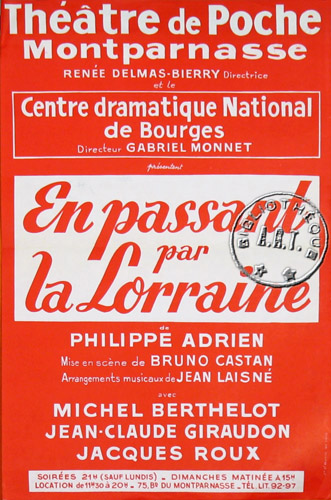 Théâtre de Poche
Montparnasse
RENÉE DELMAS-BIERRY Directrice
et le
Centre dramatique National
de Bourges
Directeur GABRIEL MONNET
présentent
En passant
par
la Lorraine
BIBLIOTHÈQUE
A.R.T.
de
PHILIPPE ADRIEN
Mise en scène de BRUNO CASTAN
Arrangements musicaux de JEAN LAISNÉ
avec
MICHEL BERTHELOT
JEAN-CLAUDE GIRAUDON
JACQUES ROUX
SOIRÉES 21H (SAUF LUNDIS) - DIMANCHES MATINÉE A 15H
LOCATION de 11H30 à 20H - 75, BD DU MONTPARNASSE - TÉL. LIT. 92-97